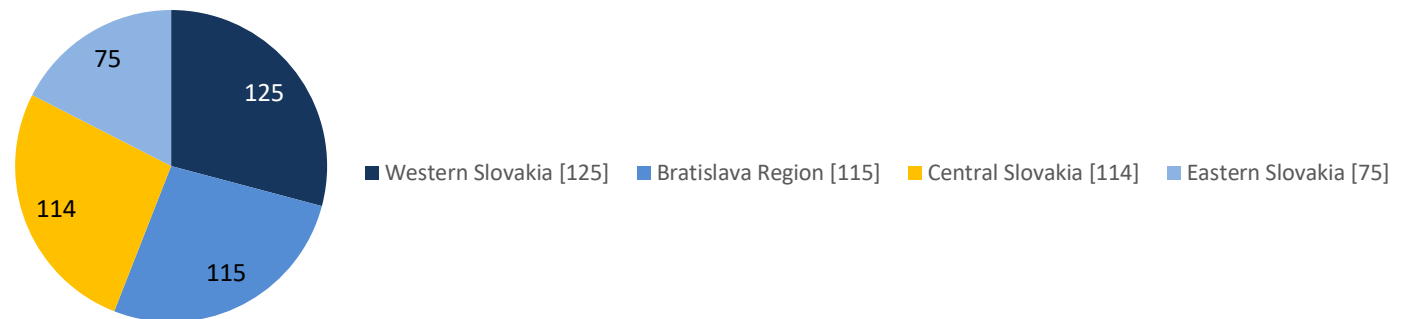 75
125
114
115
Western Slovakia [125] Bratislava Region [115] Central Slovakia [114] Eastern Slovakia [75]